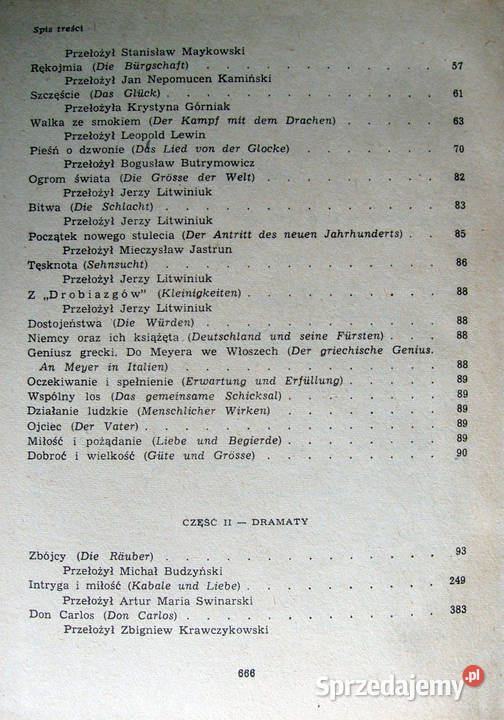 Spis treści
Przełożył Stanisław Maykowski
Rękojmia (Die Bürgschaft) . . . . . . . . . . 57
Przełożył Jan Nepomucen Kamiński
Szczęście (Das Glück) . . . . . . . . . . . 61
Przełożyła Krystyna Górniak
Walka ze smokiem (Der Kampf mit dem Drachen) . . . . 63
Przełożył Leopold Lewin
Pieśń o dzwonie (Das Lied von der Glocke) . . . . . 70
Przełożył Bogusław Butrymowicz
Ogrom świata (Die Grösse der Welt) . . . . . . . 82
Przełożył Jerzy Litwiniuk
Bitwa (Die Schlacht) . . . . . . . . . . . 83
Przełożył Jerzy Litwiniuk
Początek nowego stulecia (Der Antritt des neuen Jahrhunderts) . . 85
Przełożył Mieczysław Jastrun
Tęsknota (Sehnsucht) . . . . . . . . . . . 86
Przełożył Jerzy Litwiniuk
Z „Drobiazgów" (Kleinigkeiten) . . . . . . . . 88
Dostojeństwa (Die Würden) . . . . . . . . . 88
Niemcy oraz ich książęta (Deutschland und seine Fürsten) . . . 88
Geniusz grecki. Do Meyera we Włoszech (Der griechische Genius.
An Meyer in Italien) . . . . . . . . . . 88
Oczekiwanie i spełnienie (Erwartung und Erfüllung) . . . . 89
Wspólny los (Das gemeinsame Schicksal) . . . . . . 89
Działanie ludzkie (Menschlicher Wirken) . . . . . . 89
Ojciec (Der Vater) . . . . . . . . . . . . 89
Miłość i pożądanie (Liebe und Begierde) . . . . . . 89
Dobroć i wielkość (Güte und Grösse) . . . . . . . 90
CZĘŚĆ II — DRAMATY
Zbójcy (Die Räuber) . . . . . . . . . . . 93
Przełożył Michał Budzyński
Intryga i miłość (Kabale und Liebe) . . . . . . . 249
Przełożył Artur Maria Swinarski
Don Carlos (Don Carlos) . . . . . . . . . . 383
Przełożył Zbigniew Krawczykowski
666
Sprzedajemy.pl